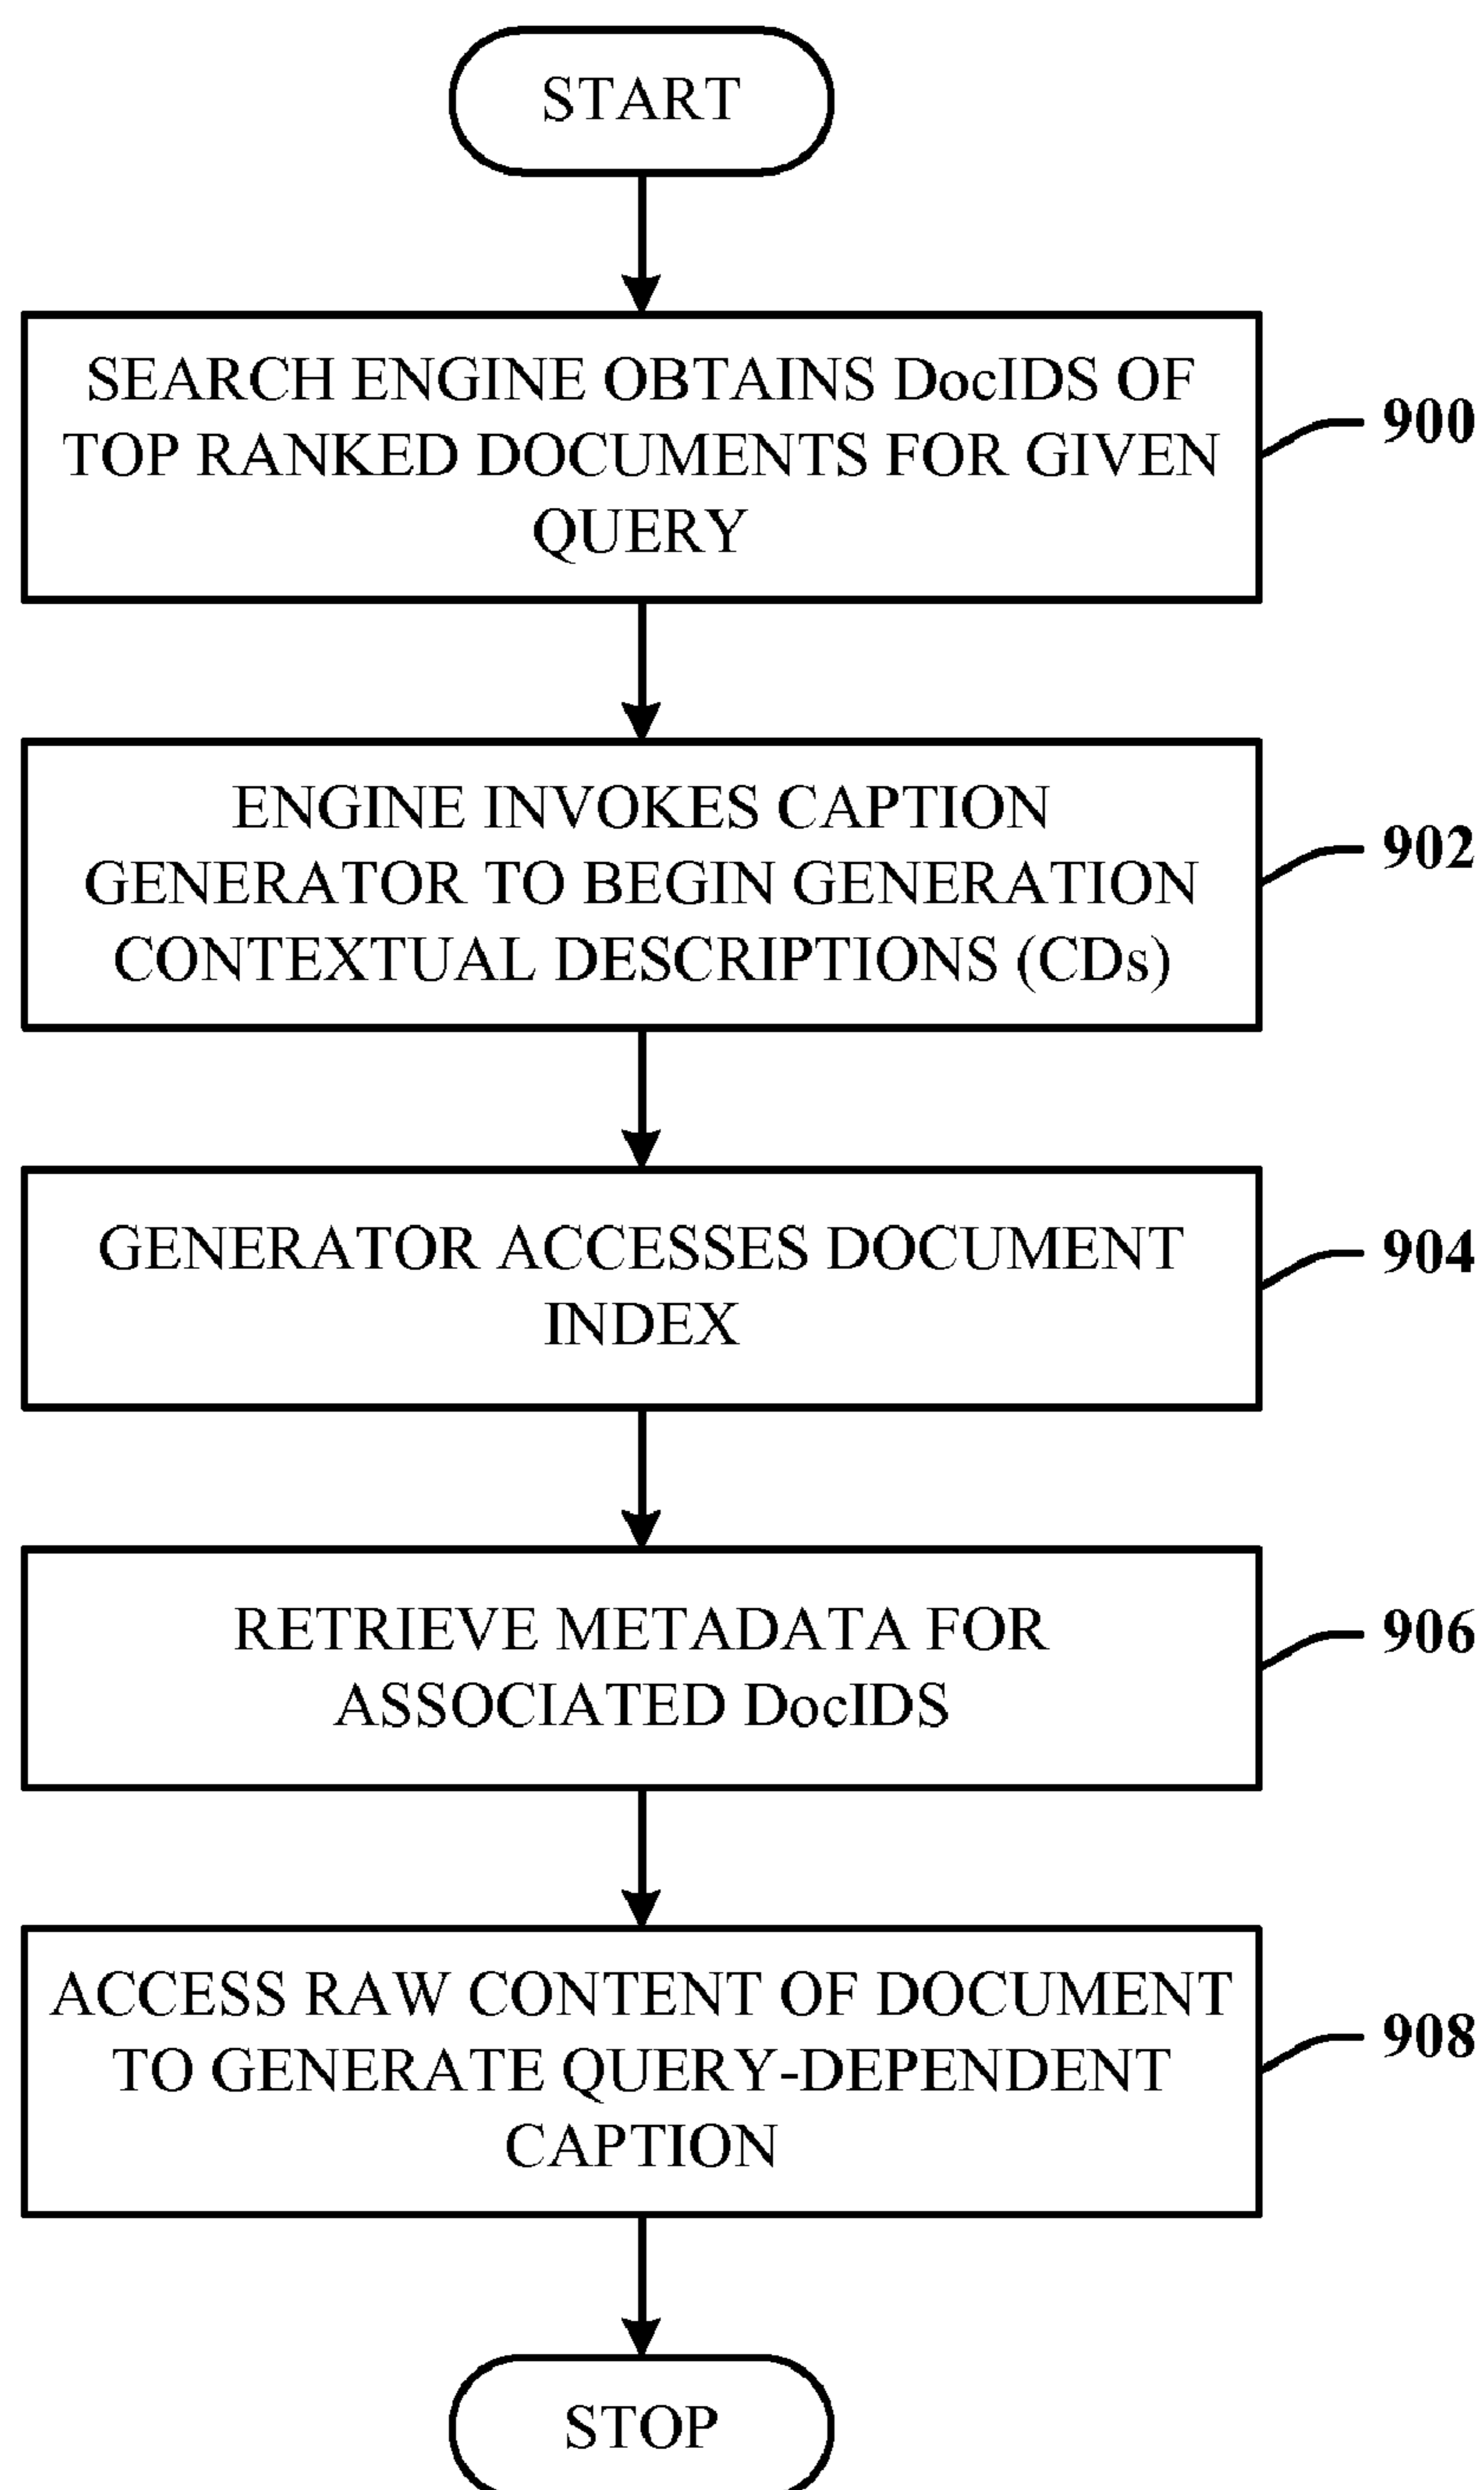 START
SEARCH ENGINE OBTAINS DocIDS OF
TOP RANKED DOCUMENTS FOR GIVEN
QUERY
900
ENGINE INVOKES CAPTION
GENERATOR TO BEGIN GENERATION
CONTEXTUAL DESCRIPTIONS (CDs)
902
GENERATOR ACCESSES DOCUMENT
INDEX
904
RETRIEVE METADATA FOR
ASSOCIATED DocIDS
906
ACCESS RAW CONTENT OF DOCUMENT
TO GENERATE QUERY-DEPENDENT
CAPTION
908
STOP